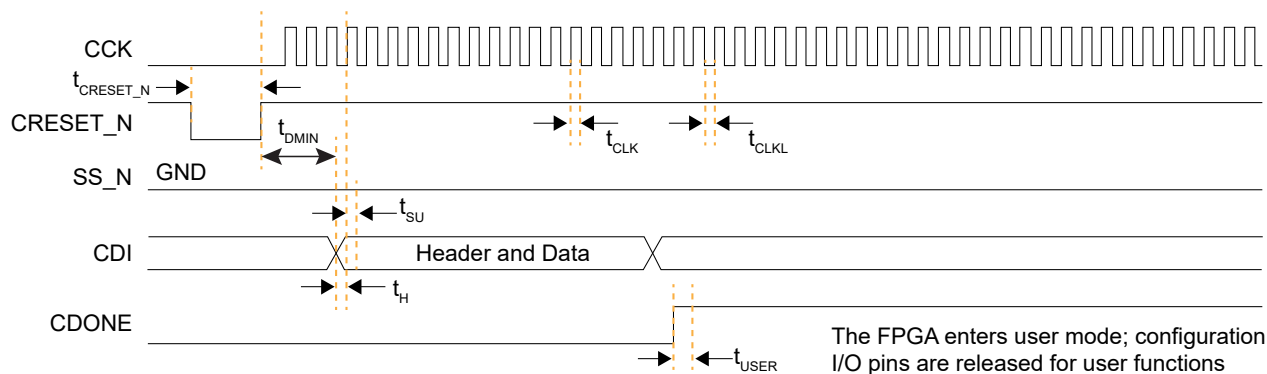 CCK
tCRESET_N
CRESET_N
tDMIN
tCLK
tCLKL
SS_N
GND
tSU
CDI
Header and Data
tH
CDONE
tUSER
The FPGA enters user mode; configuration
I/O pins are released for user functions